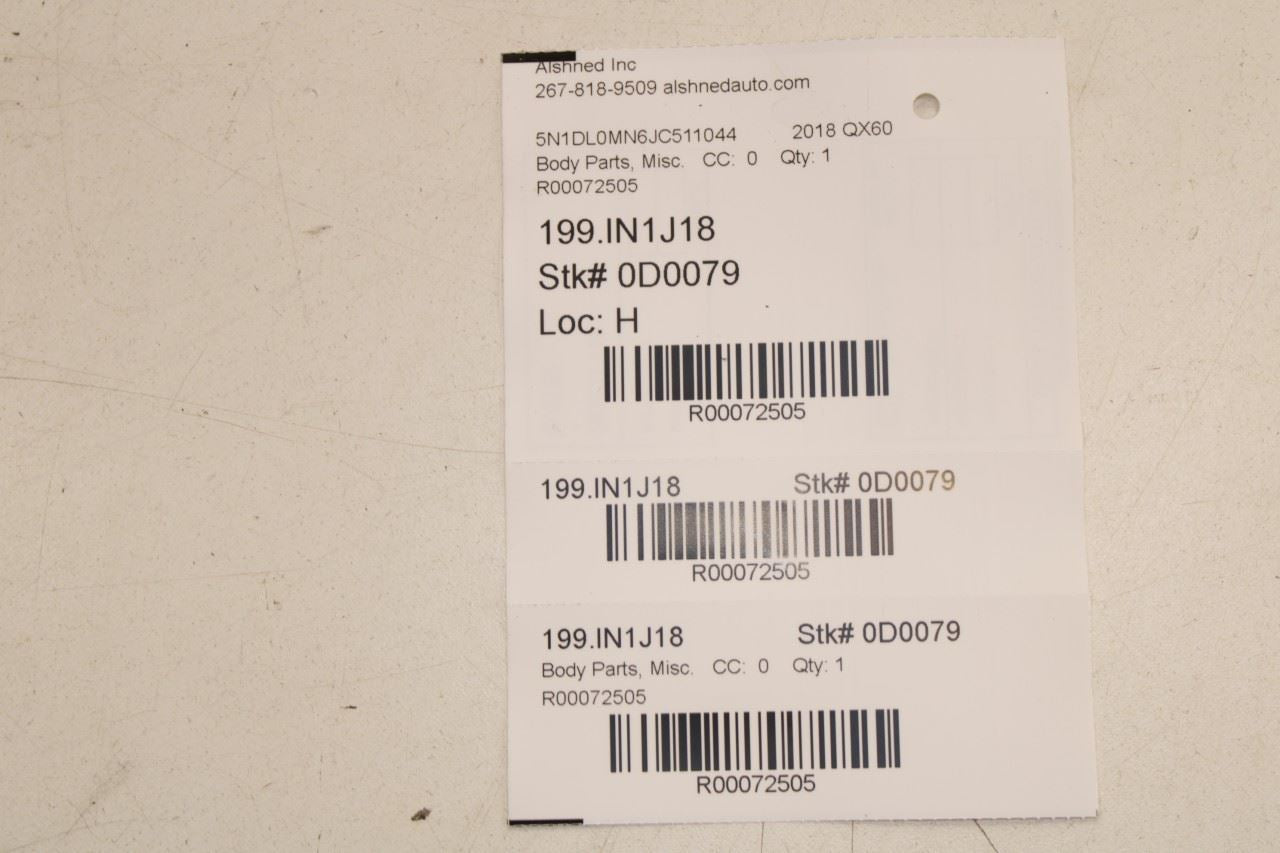 Alshned Inc
267-818-9509 alshnedauto.com
5N1DL0MN6JC511044 2018 QX60
Body Parts, Misc. CC: 0 Qty: 1
R00072505
199.IN1J18
Stk# 0D0079
Loc: H
R00072505
199.IN1J18 Stk# 0D0079
R00072505
199.IN1J18 Stk# 0D0079
Body Parts, Misc. CC: 0 Qty: 1
R00072505
R00072505